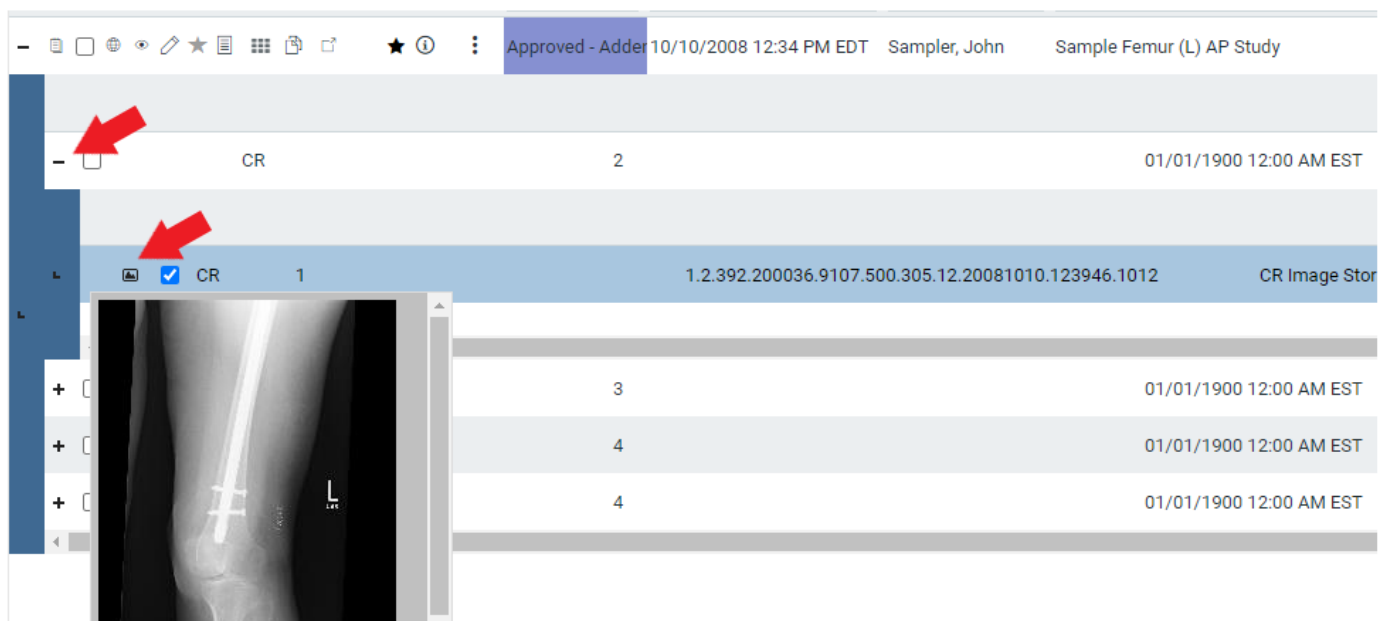 Approved - Adder 10/10/2008 12:34 PM EDT Sampler, John Sample Femur (L) AP Study
CR 2 01/01/1900 12:00 AM EST
CR 1 1.2.392.200036.9107.500.305.12.20081010.123946.1012 CR Image Stor
3 01/01/1900 12:00 AM EST
4 01/01/1900 12:00 AM EST
L
4 01/01/1900 12:00 AM EST